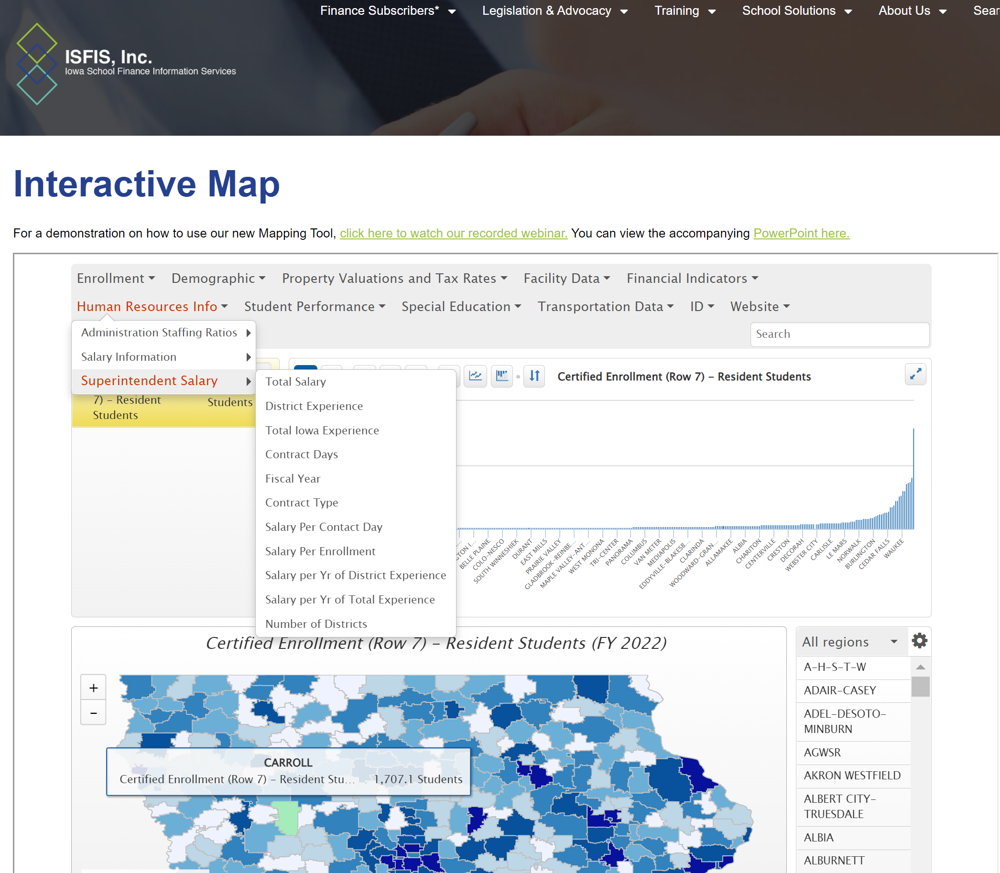 Finance Subscribers* Legislation & Advocacy Training School Solutions About Us Sear
ISFIS, Inc.
Iowa School Finance Information Services
Interactive Map
For a demonstration on how to use our new Mapping Tool, click here to watch our recorded webinar. You can view the accompanying PowerPoint here.
Enrollment Demographic Property Valuations and Tax Rates Facility Data Financial Indicators
Human Resources Info Student Performance Special Education Transportation Data ID Website
Search
Administration Staffing Ratios
Salary Information
Superintendent Salary
7) – Resident
Students
Students
Total Salary
District Experience
Total Iowa Experience
Contract Days
Fiscal Year
Contract Type
Salary Per Contact Day
Salary Per Enrollment
Salary per Yr of District Experience
Salary per Yr of Total Experience
Number of Districts
Certified Enrollment (Row 7) – Resident Students
GTON I...
BELLE PLAINE
COLO-NESCO
SOUTH WINNESHIEK
DURANT
EAST MILLS
PRAIRIE VALLEY
GLADBROOK-REINBE...
MAPLE VALLEY-ANT...
WEST MONONA
TRI-CENTER
PANORAMA
COLUMBUS
VAN METER
MEDIAPOLIS
EDDYVILLE-BLAKESB...
CLARINDA
WOODWARD-GRAN...
ALLAMAKEE
ALBIA
CHARITON
CENTERVILLE
CRESTON
DECORAH
WEBSTER CITY
CARLISLE
LE MARS
NORWALK
BURLINGTON
CEDAR FALLS
WAUKEE
Certified Enrollment (Row 7) – Resident Students (FY 2022)
+
–
CARROLL
Certified Enrollment (Row 7) – Resident Stu... 1,707.1 Students
All regions
A-H-S-T-W
ADAIR-CASEY
ADEL-DESOTO-
MINBURN
AGWSR
AKRON WESTFIELD
ALBERT CITY-
TRUESDALE
ALBIA
ALBURNETT